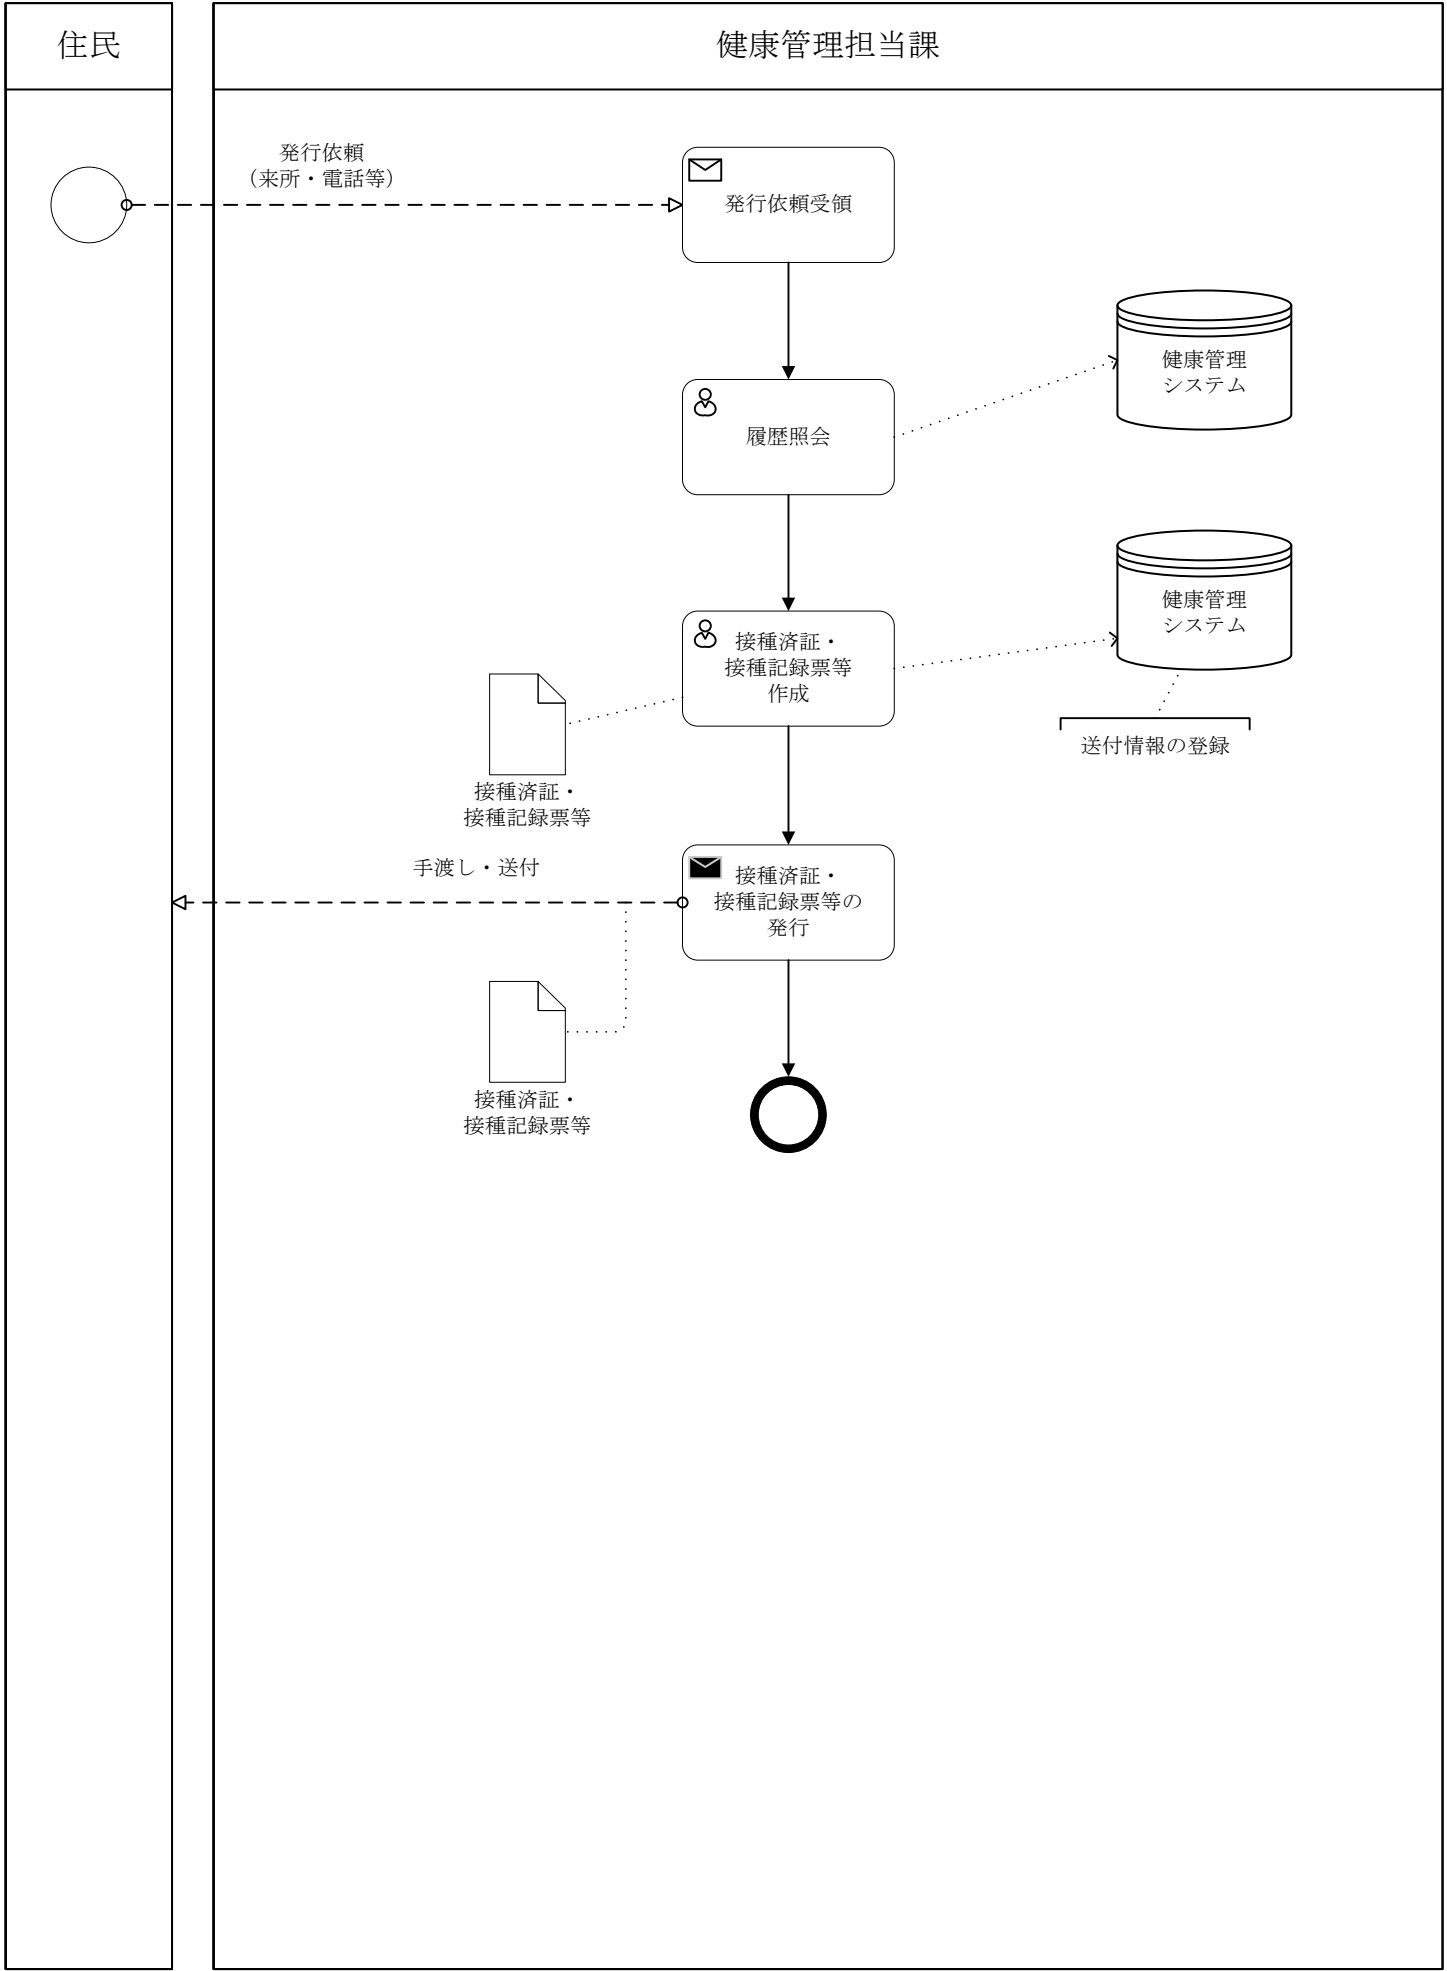 住民
健康管理担当課
発行依頼
（来所・電話等）
発行依頼受領
健康管理
システム
履歴照会
健康管理
システム
接種済証・
接種記録票等
作成
送付情報の登録
接種済証・
接種記録票等
手渡し・送付
接種済証・
接種記録票等の
発行
接種済証・
接種記録票等